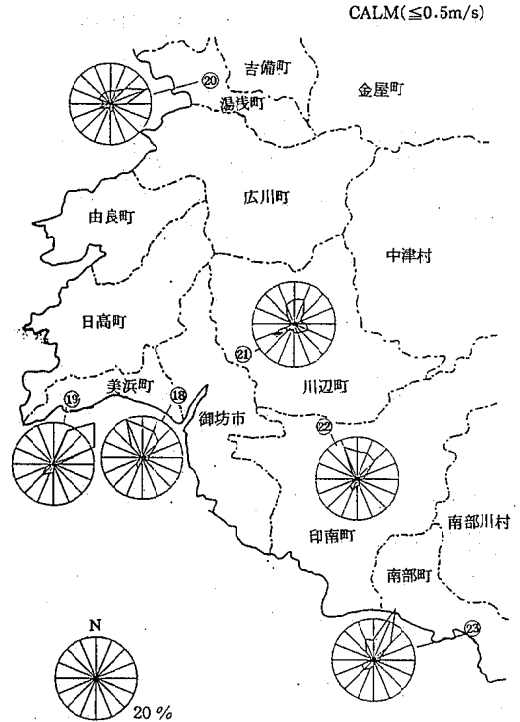 CALM(≦0.5m/s)
吉備町
金屋町
⑳
湯浅町
広川町
由良町
中津村
日高町
㉑
川辺町
美浜町
⑲
⑱
御坊市
㉒
印南町
南部川村
南部町
㉓
N
20%